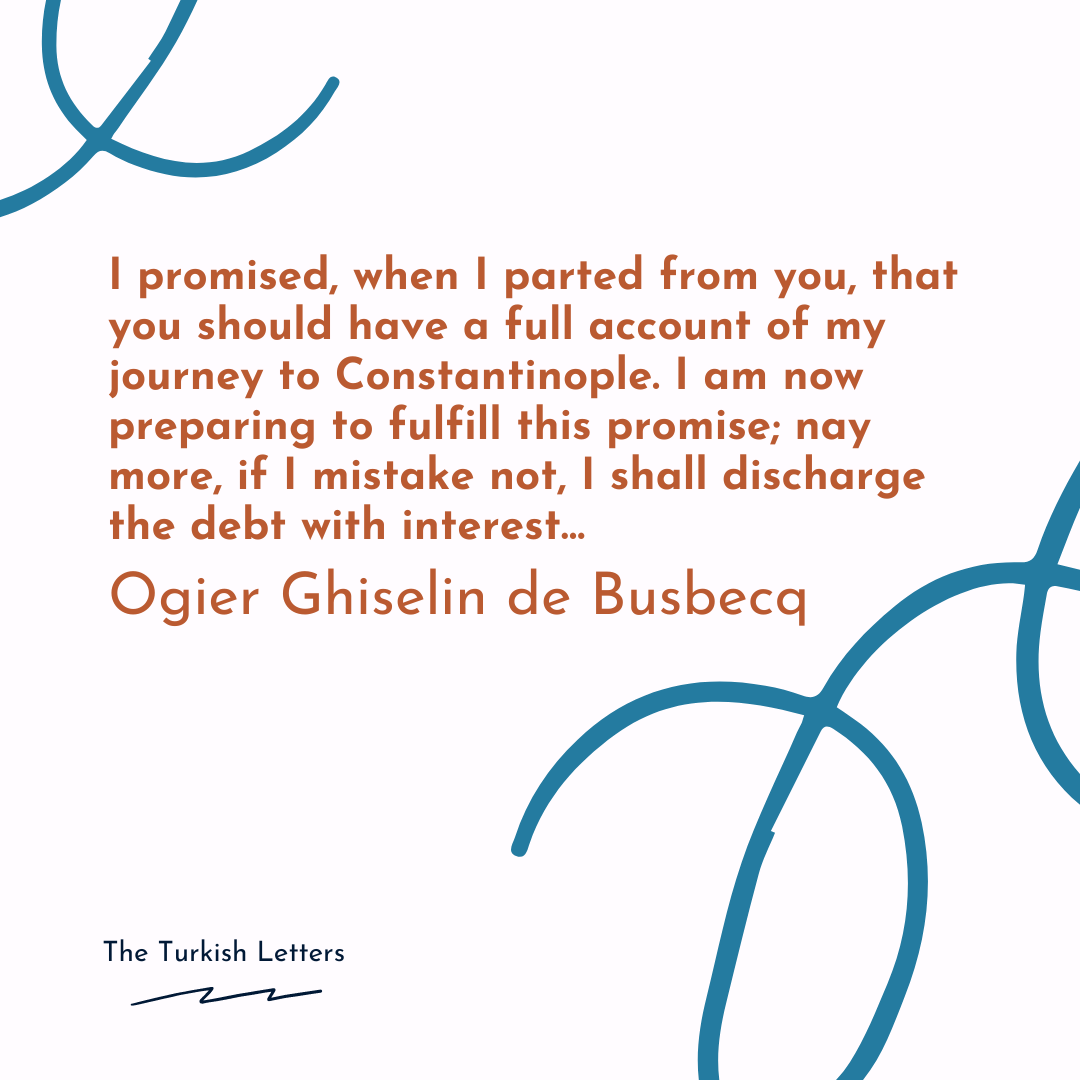 I promised, when I parted from you, that
you should have a full account of my
journey to Constantinople. I am now
preparing to fulfill this promise; nay
more, if I mistake not, I shall discharge
the debt with interest...
Ogier Ghiselin de Busbecq
The Turkish Letters